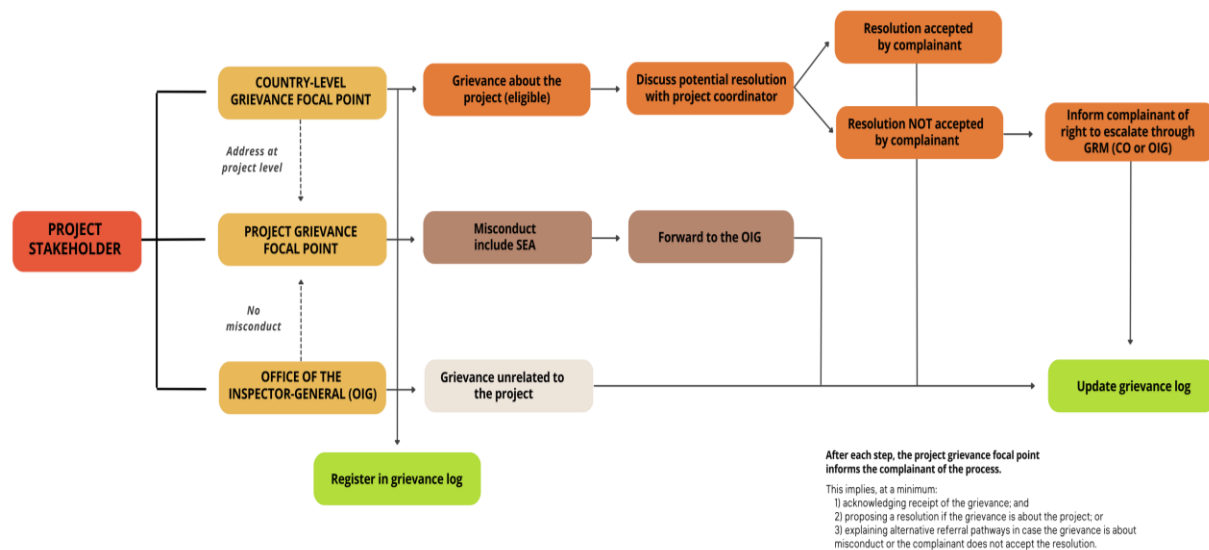 PROJECT
STAKEHOLDER
COUNTRY-LEVEL
GRIEVANCE FOCAL POINT
Address at
project level
PROJECT GRIEVANCE
FOCAL POINT
No
misconduct
OFFICE OF THE
INSPECTOR-GENERAL (OIG)
Register in grievance log
Grievance about the
project (eligible)
Discuss potential resolution
with project coordinator
Resolution accepted
by complainant
Resolution NOT accepted
by complainant
Inform complainant of
right to escalate through
GRM (CO or OIG)
Misconduct
include SEA
Forward to the OIG
Grievance unrelated to
the project
Update grievance log
After each step, the project grievance focal point
informs the complainant of the process.
This implies, at a minimum:
1) acknowledging receipt of the grievance; and
2) proposing a resolution if the grievance is about the project; or
3) explaining alternative referral pathways in case the grievance is about
misconduct or the complainant does not accept the resolution.